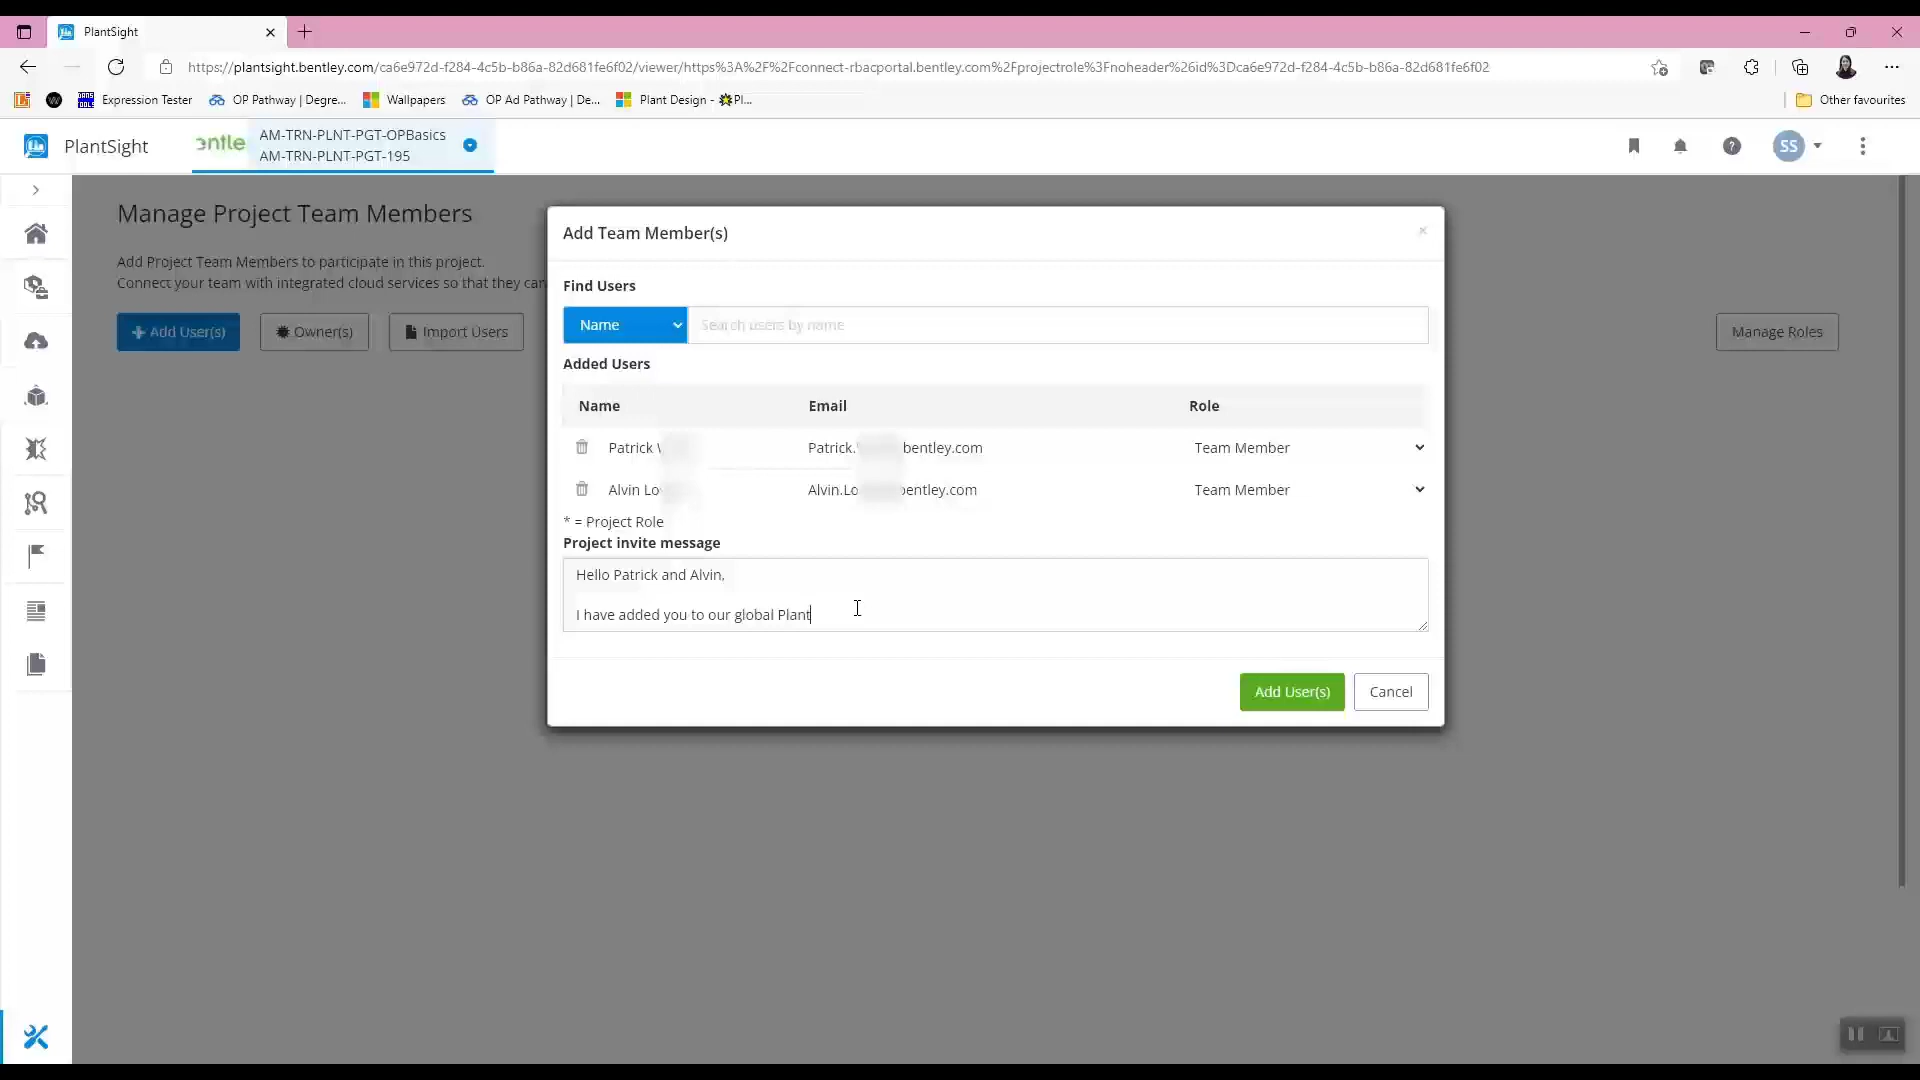 PlantSight
https://plantsight.bentley.com/ca6e972d-f284-4c5b-b86a-82d681fe6f02/viewer/https%3A%2F%2Fconnect-rbacportal.bentley.com%2Fprojectrole%3Fnoheader%26id%3Dca6e972d-f284-4c5b-b86a-82d681fe6f02
Expression Tester
OP Pathway | Degre...
Wallpapers
OP Ad Pathway | De...
Plant Design - ☀Pl...
Other favourites
PlantSight
entle
AM-TRN-PLNT-PGT-OPBasics
AM-TRN-PLNT-PGT-195
SS
Manage Project Team Members
Add Project Team Members to participate in this project.
Connect your team with integrated cloud services so that they can
Add User(s)
Owner(s)
Import Users
Manage Roles
Add Team Member(s)
×
Find Users
Name
Search users by name
Added Users
Name Email Role
Patrick Patrick. bentley.com Team Member
Alvin Lo Alvin.Lo bentley.com Team Member
* = Project Role
Project invite message
Hello Patrick and Alvin,
I have added you to our global Plant
Add User(s)
Cancel